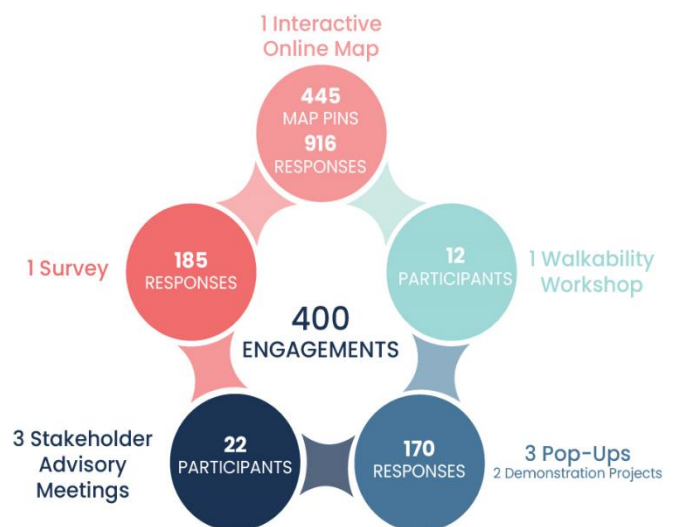 1 Interactive
Online Map
445
MAP PINS
916
RESPONSES
1 Survey
185
RESPONSES
12
PARTICIPANTS
1 Walkability
Workshop
400
ENGAGEMENTS
3 Stakeholder
Advisory
Meetings
22
PARTICIPANTS
170
RESPONSES
3 Pop-Ups
2 Demonstration Projects